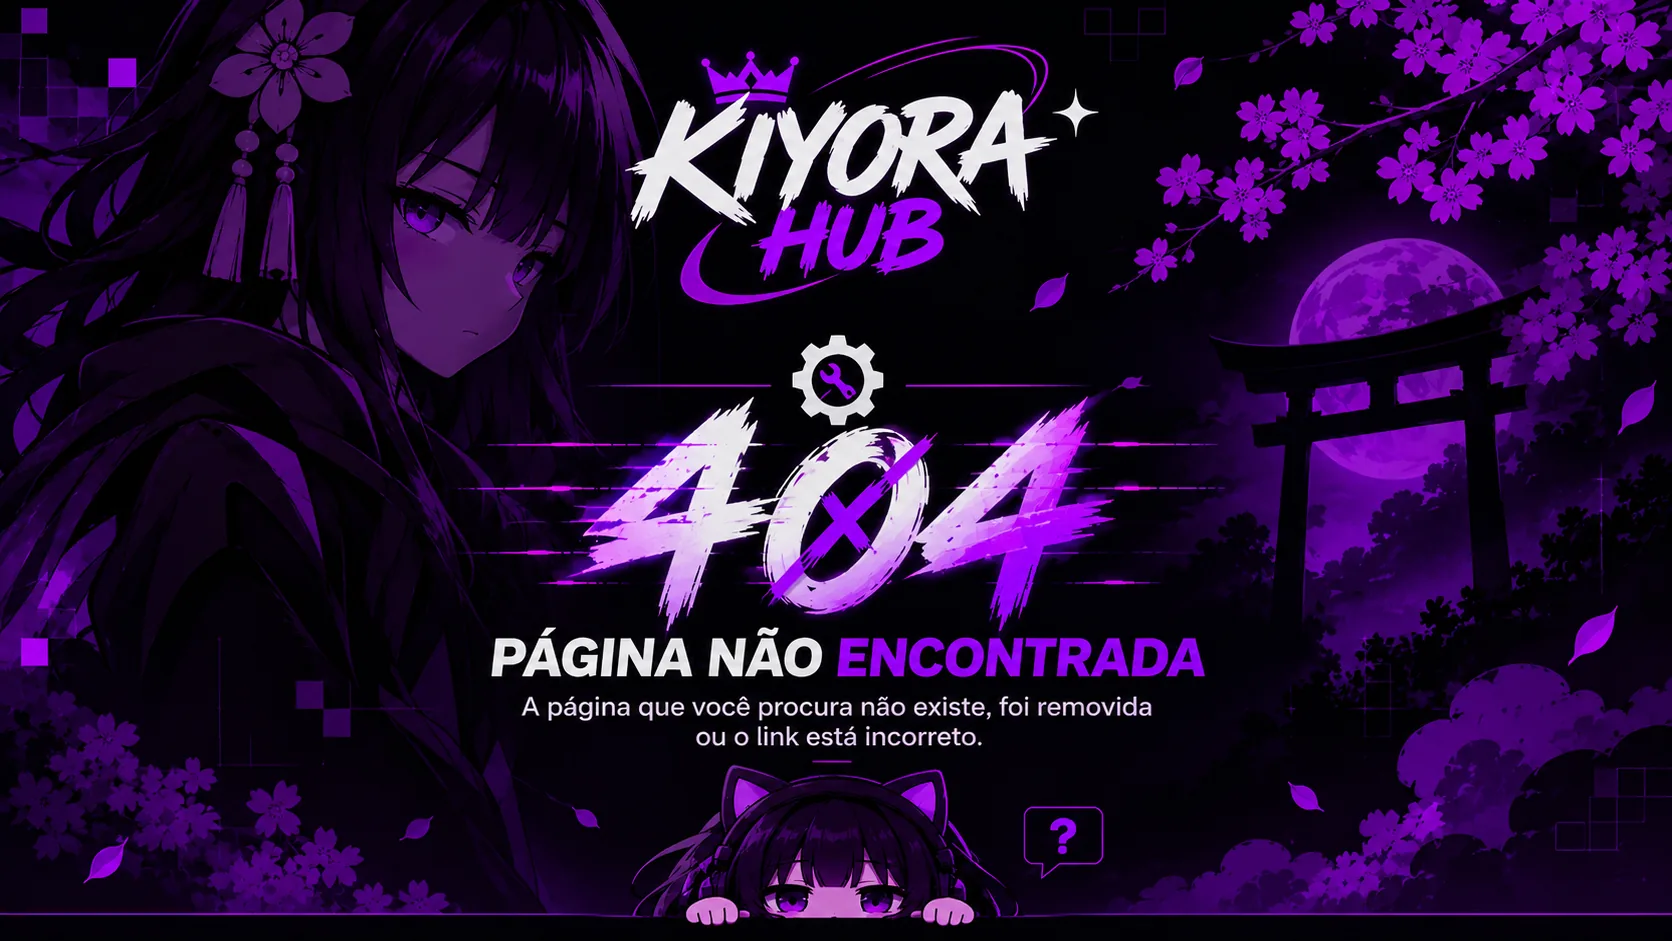 KIYORA
HUB
404
PÁGINA NÃO ENCONTRADA
A página que você procura não existe, foi removida
ou o link está incorreto.
?